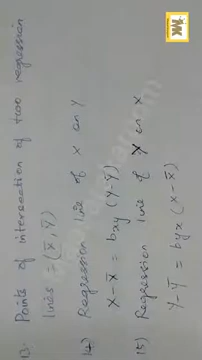 13. Points of intersection of two regression
lines = (x̄, ȳ)
14) Regression line of x on y
x - x̄ = bxy (y - ȳ)
15) Regression line of y on x
y - ȳ = byx (x - x̄)
MK